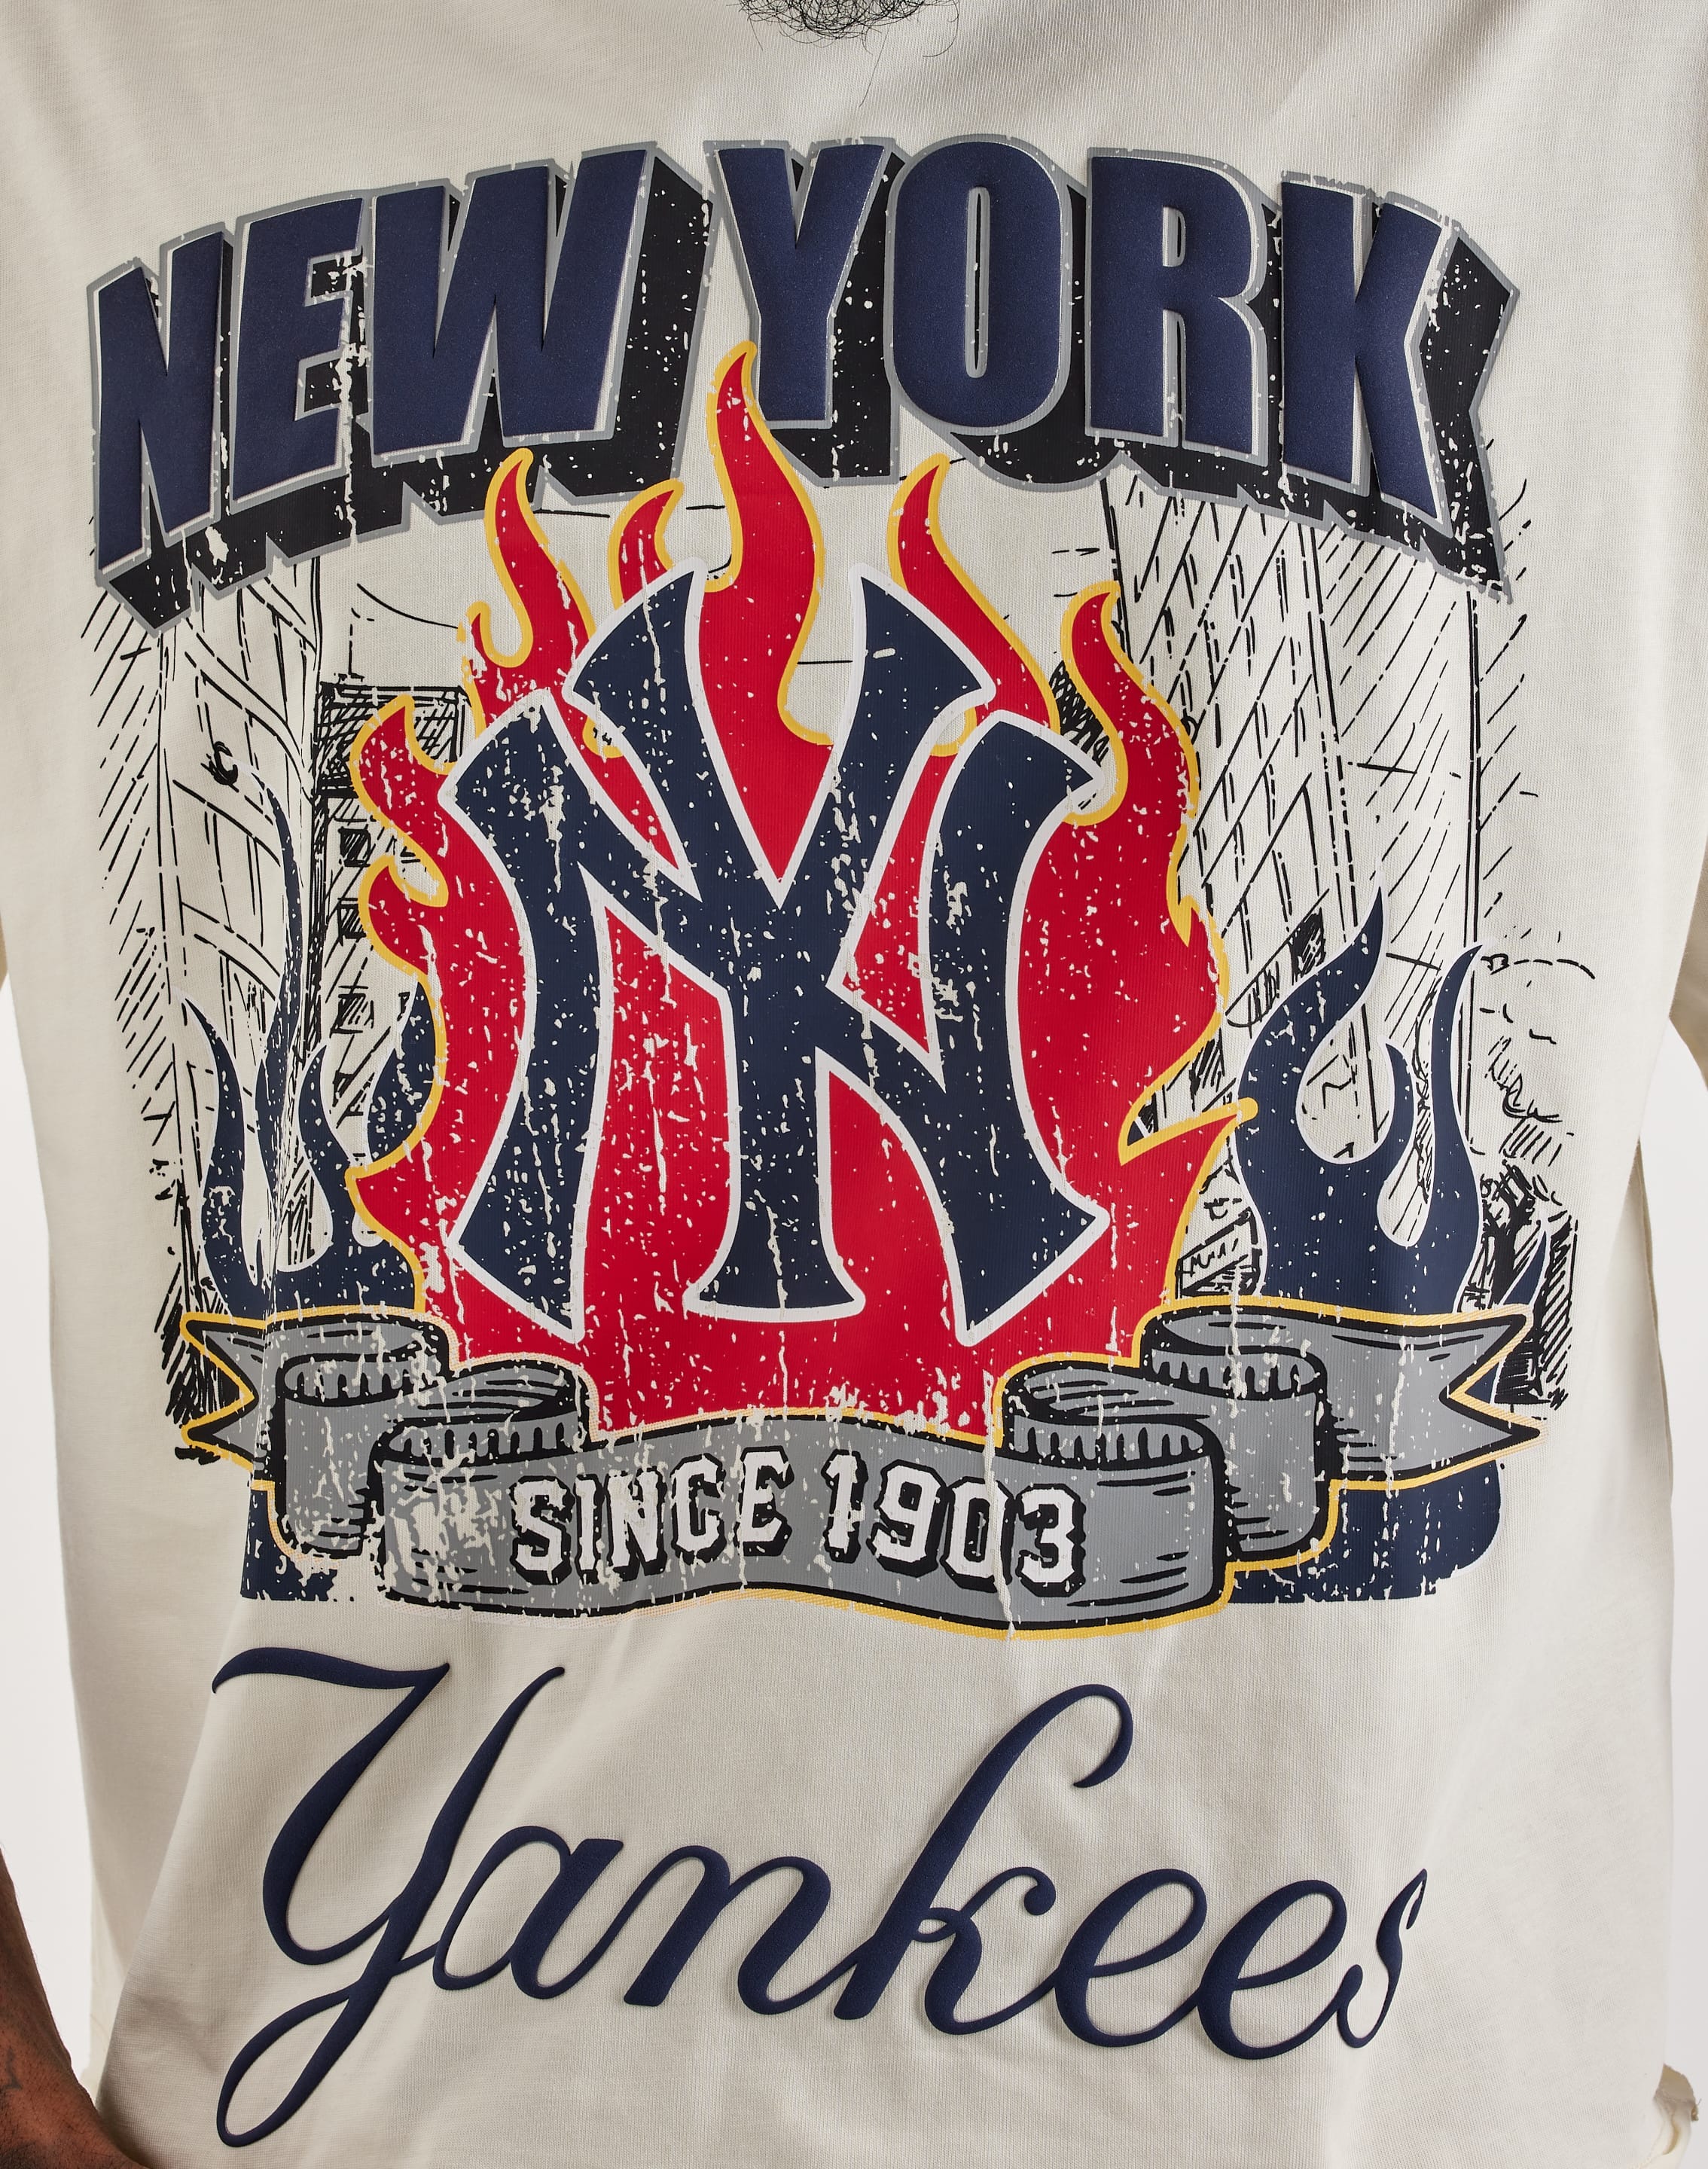 NEW YORK
NY
SINCE 1903
Yankees